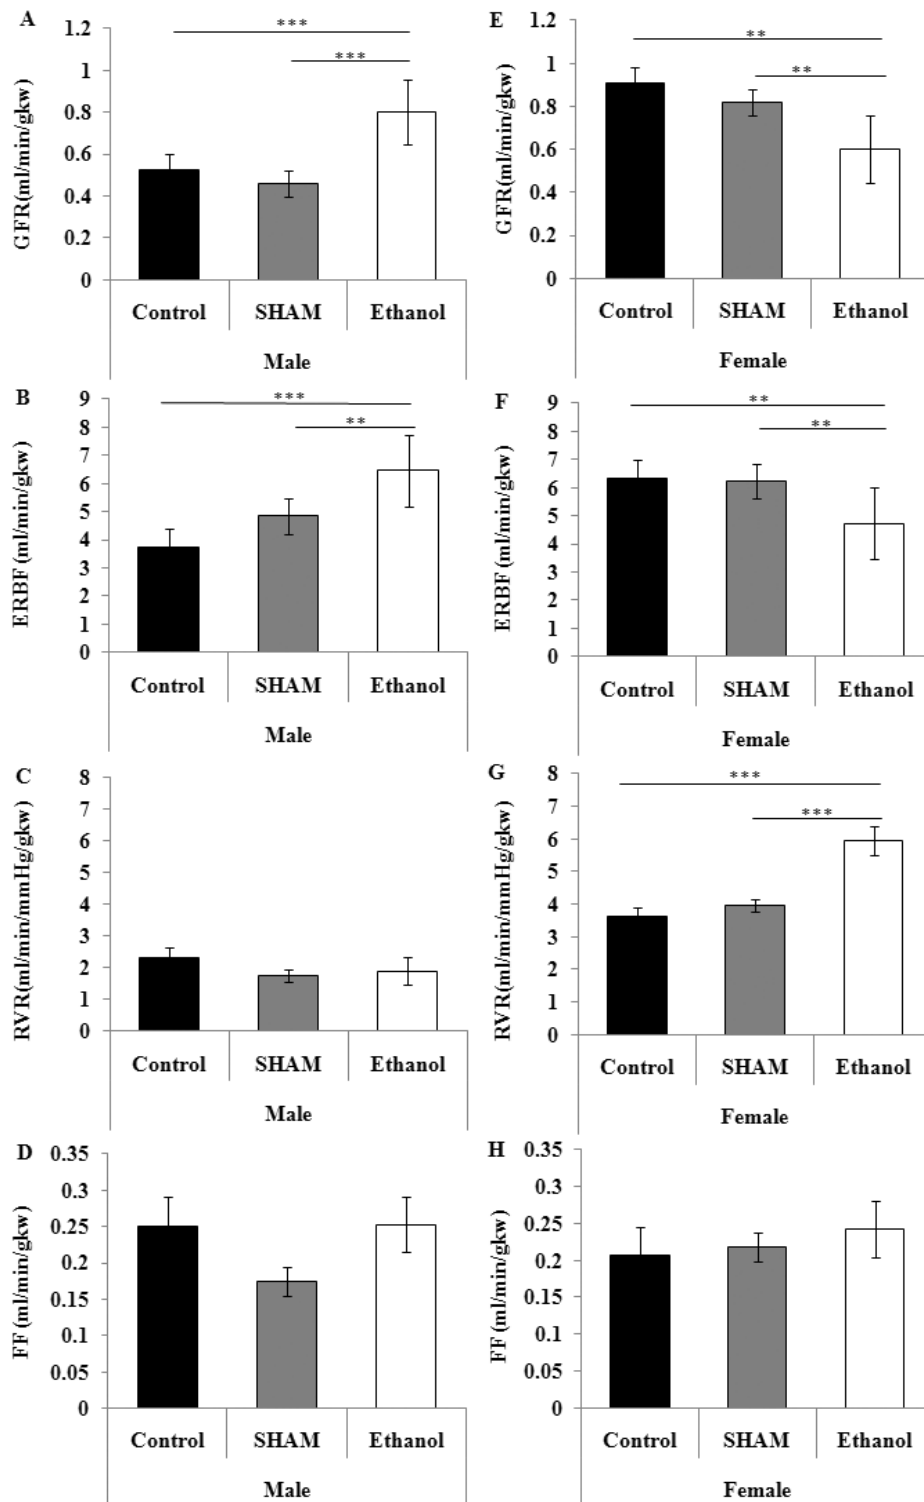 A
GFR(ml/min/gkw)
1.2
1
0.8
0.6
0.4
0.2
0
***
***
Control SHAM Ethanol
Male
E
GFR(ml/min/gkw)
1.2
1
0.8
0.6
0.4
0.2
0
**
**
Control SHAM Ethanol
Female
B
ERBF (ml/min/gkw)
9
8
7
6
5
4
3
2
1
0
***
**
Control SHAM Ethanol
Male
F
ERBF (ml/min/gkw)
9
8
7
6
5
4
3
2
1
0
**
**
Control SHAM Ethanol
Female
C
RVR(ml/min/mmHg/gkw)
8
7
6
5
4
3
2
1
0
Control SHAM Ethanol
Male
G
RVR(ml/min/mmHg/gkw)
8
7
6
5
4
3
2
1
0
***
***
Control SHAM Ethanol
Female
D
FF (ml/min/gkw)
0.35
0.3
0.25
0.2
0.15
0.1
0.05
0
Control SHAM Ethanol
Male
H
FF (ml/min/gkw)
0.35
0.3
0.25
0.2
0.15
0.1
0.05
0
Control SHAM Ethanol
Female